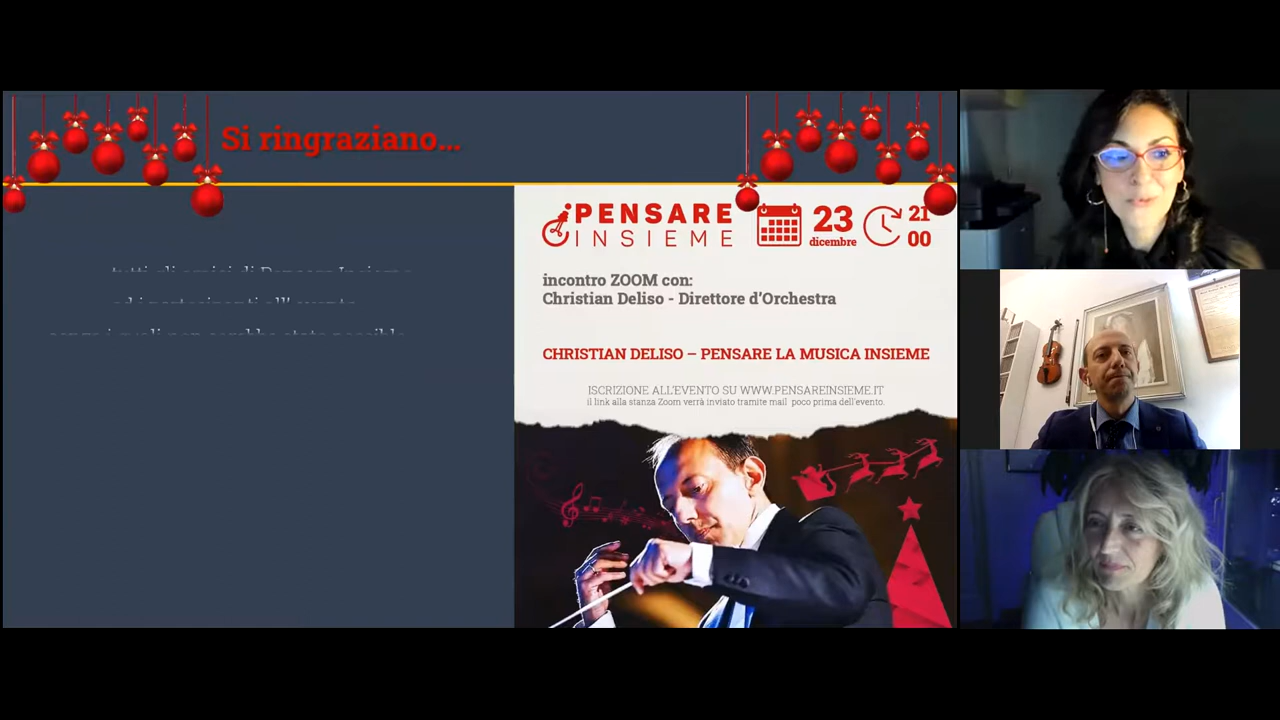 Si ringraziano...
PENSARE
INSIEME
23
dicembre
21
00
incontro ZOOM con:
Christian Deliso - Direttore d'Orchestra
CHRISTIAN DELISO – PENSARE LA MUSICA INSIEME
ISCRIZIONE ALL'EVENTO SU WWW.PENSAREINSIEME.IT
il link alla stanza Zoom verrà inviato tramite mail poco prima dell'evento.